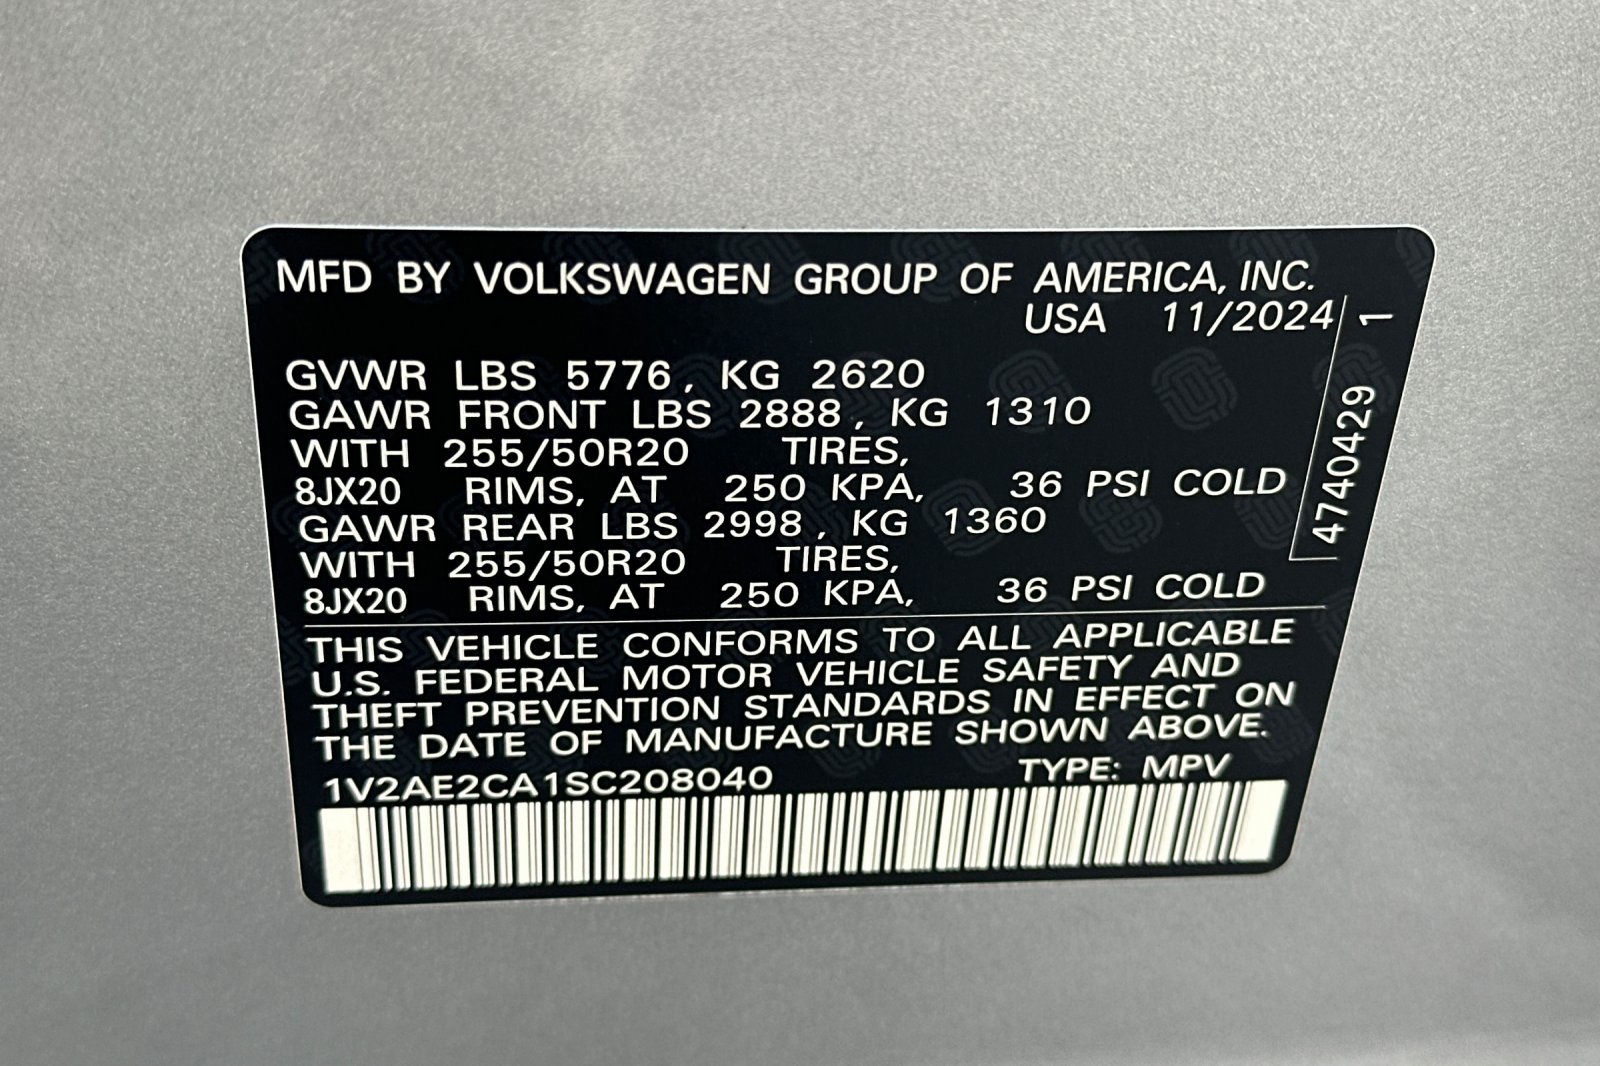 MFD BY VOLKSWAGEN GROUP OF AMERICA, INC.
USA 11/2024
GVWR LBS 5776, KG 2620
GAWR FRONT LBS 2888, KG 1310
WITH 255/50R20 TIRES,
8JX20 RIMS, AT 250 KPA, 36 PSI COLD
GAWR REAR LBS 2998, KG 1360
WITH 255/50R20 TIRES,
8JX20 RIMS, AT 250 KPA, 36 PSI COLD
4740429 1
THIS VEHICLE CONFORMS TO ALL APPLICABLE
U.S. FEDERAL MOTOR VEHICLE SAFETY AND
THEFT PREVENTION STANDARDS IN EFFECT ON
THE DATE OF MANUFACTURE SHOWN ABOVE.
1V2AE2CA1SC208040 TYPE: MPV